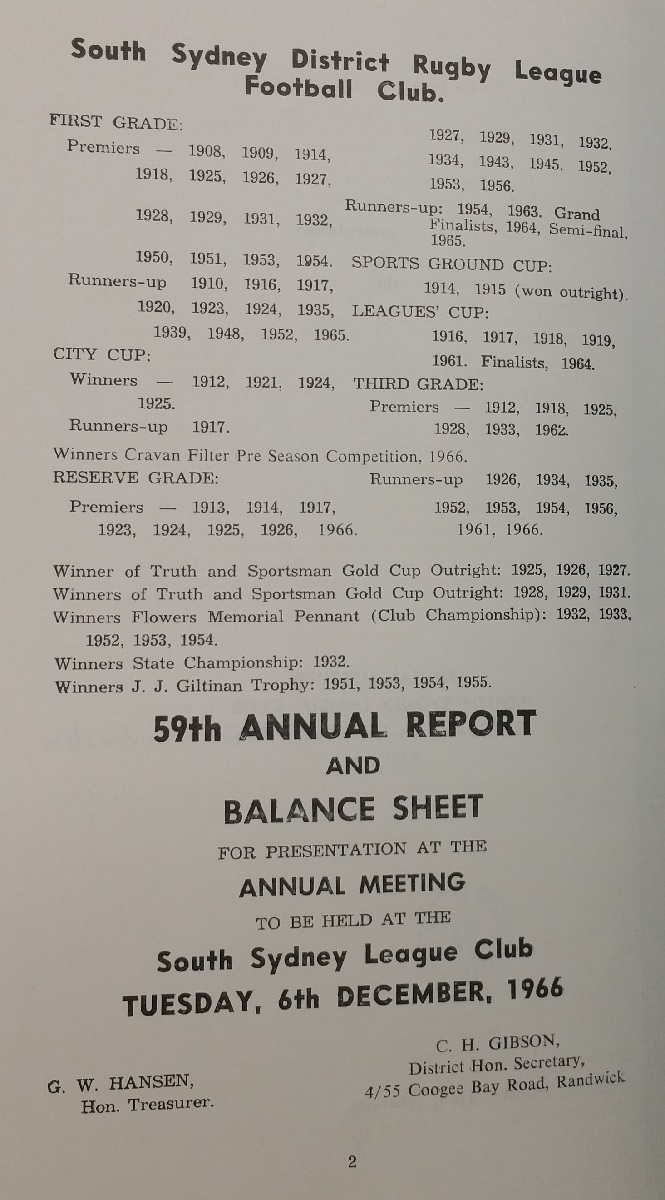 South Sydney District Rugby League
Football Club.
FIRST GRADE:
Premiers — 1908, 1909, 1914,
1918, 1925, 1926, 1927,
1928, 1929, 1931, 1932,
1950, 1951, 1953, 1954.
Runners-up 1910, 1916, 1917,
1920, 1923, 1924, 1935,
1939, 1948, 1952, 1965.
CITY CUP:
Winners — 1912, 1921, 1924,
1925.
Runners-up 1917.
Winners Cravan Filter Pre Season Competition, 1966.
RESERVE GRADE:
Premiers — 1913, 1914, 1917,
1923, 1924, 1925, 1926, 1966.
1927, 1929, 1931, 1932,
1934, 1943, 1945, 1952,
1953, 1956.
Runners-up: 1954, 1963. Grand
Finalists, 1964, Semi-final,
1965.
SPORTS GROUND CUP:
1914, 1915 (won outright).
LEAGUES' CUP:
1916, 1917, 1918, 1919,
1961. Finalists, 1964.
THIRD GRADE:
Premiers — 1912, 1918, 1925,
1928, 1933, 1962.
Runners-up 1926, 1934, 1935,
1952, 1953, 1954, 1956,
1961, 1966.
Winner of Truth and Sportsman Gold Cup Outright: 1925, 1926, 1927.
Winners of Truth and Sportsman Gold Cup Outright: 1928, 1929, 1931.
Winners Flowers Memorial Pennant (Club Championship): 1932, 1933,
1952, 1953, 1954.
Winners State Championship: 1932.
Winners J. J. Giltinan Trophy: 1951, 1953, 1954, 1955.
59th ANNUAL REPORT
AND
BALANCE SHEET
FOR PRESENTATION AT THE
ANNUAL MEETING
TO BE HELD AT THE
South Sydney League Club
TUESDAY, 6th DECEMBER, 1966
G. W. HANSEN,
Hon. Treasurer.
C. H. GIBSON,
District Hon. Secretary,
4/55 Coogee Bay Road, Randwick
2